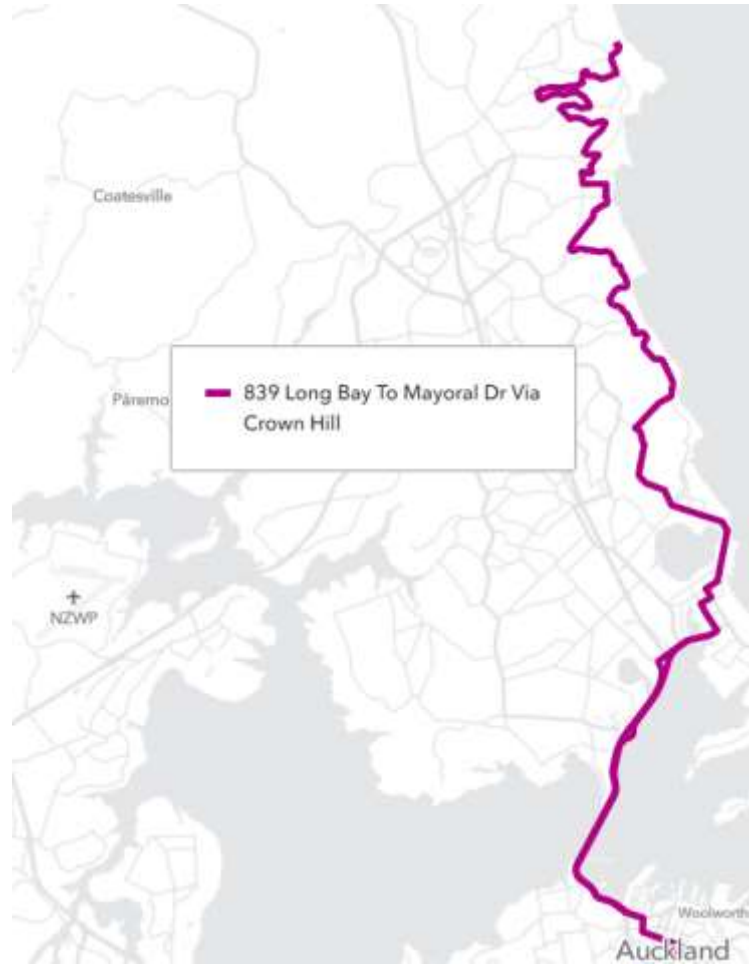 Coatesville
839 Long Bay To Mayoral Dr Via
Crown Hill
Pāremo
NZWP
Woolworth
Auckland